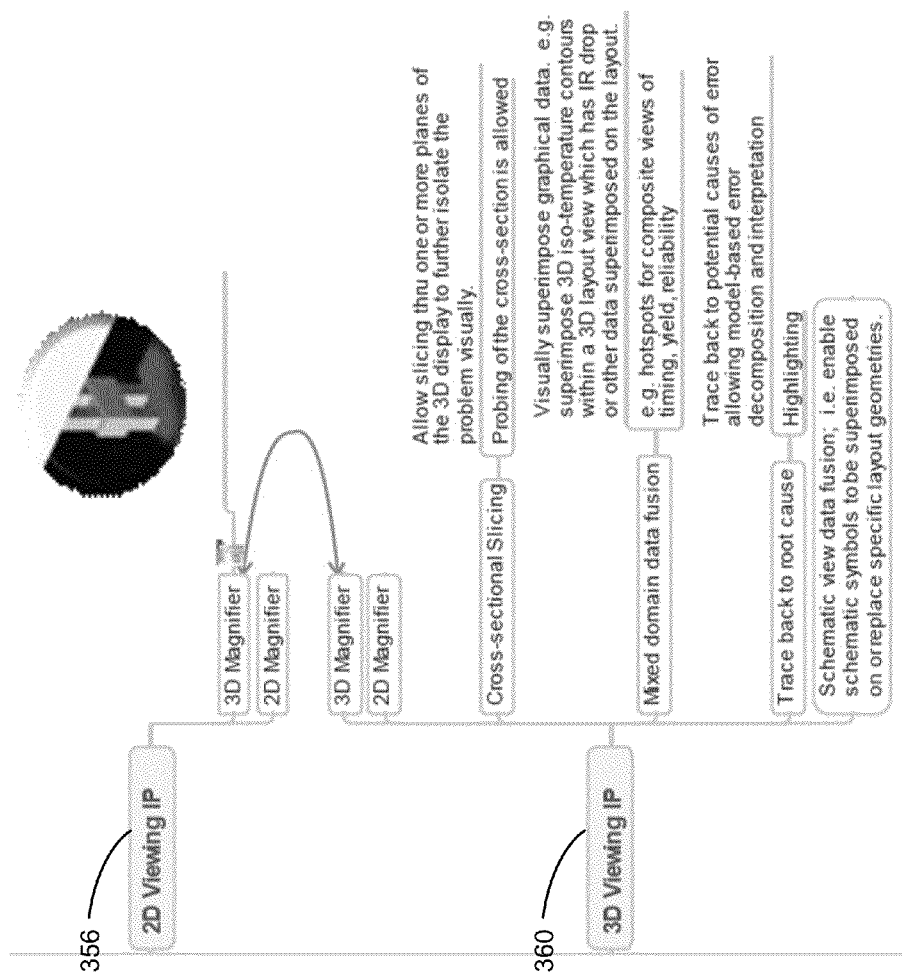 356
2D Viewing IP
3D Magnifier
2D Magnifier
360
3D Viewing IP
3D Magnifier
2D Magnifier
Cross-sectional Slicing
Allow slicing thru one or more planes of
the 3D display to further isolate the
problem visually.
Probing of the cross-section is allowed
Mixed domain data fusion
Visually superimpose graphical data. e.g.
superimpose 3D iso-temperature contours
within a 3D layout view which has IR drop
or other data superimposed on the layout.
e.g. hotspots for composite views of
timing, yield, reliability
Trace back to root cause
Trace back to potential causes of error
allowing model-based error
decomposition and interpretation
Highlighting
Schematic view data fusion; i.e. enable
schematic symbols to be superimposed
on or replace specific layout geometries.